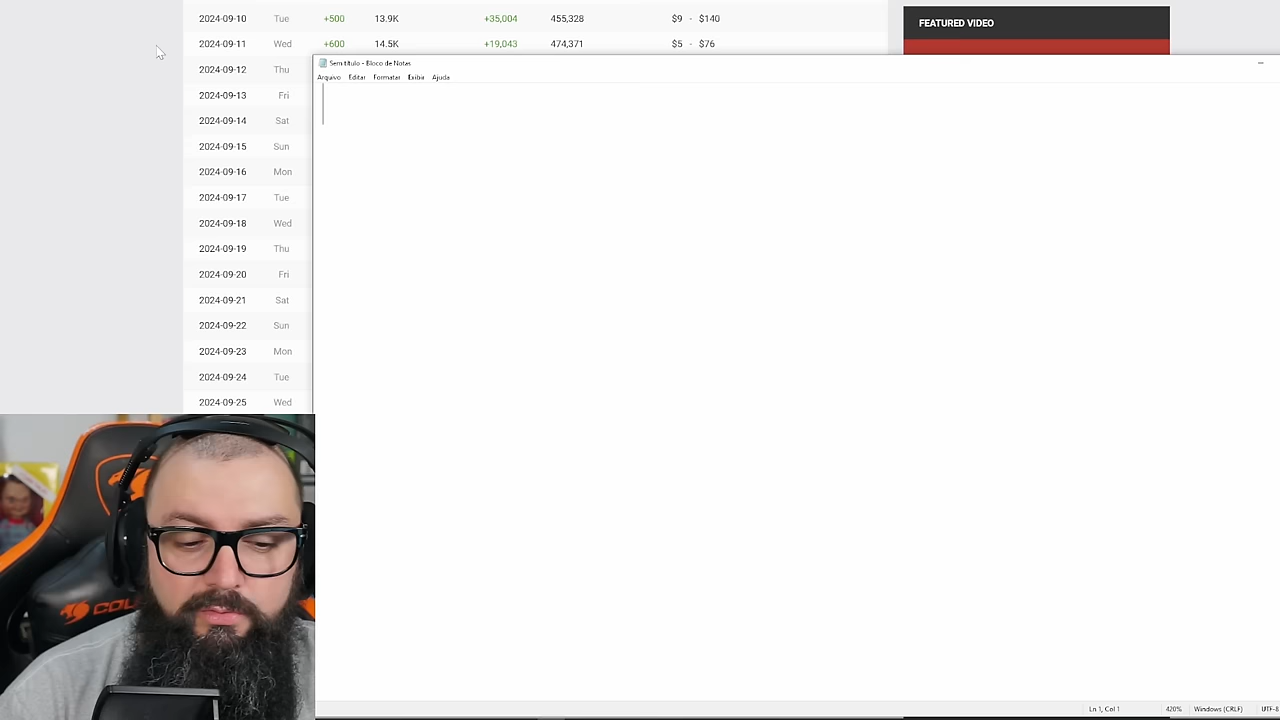 2024-09-10 Tue +500 13.9K +35,004 455,328 $9 - $140
FEATURED VIDEO
2024-09-11 Wed +600 14.5K +19,043 474,371 $5 - $76
Sem título - Bloco de Notas
2024-09-12 Thu
Arquivo Editar Formatar Exibir Ajuda
2024-09-13 Fri
2024-09-14 Sat
2024-09-15 Sun
2024-09-16 Mon
2024-09-17 Tue
2024-09-18 Wed
2024-09-19 Thu
2024-09-20 Fri
2024-09-21 Sat
2024-09-22 Sun
2024-09-23 Mon
2024-09-24 Tue
2024-09-25 Wed
COU
Ln 1, Col 1 420% Windows (CRLF) UTF-8